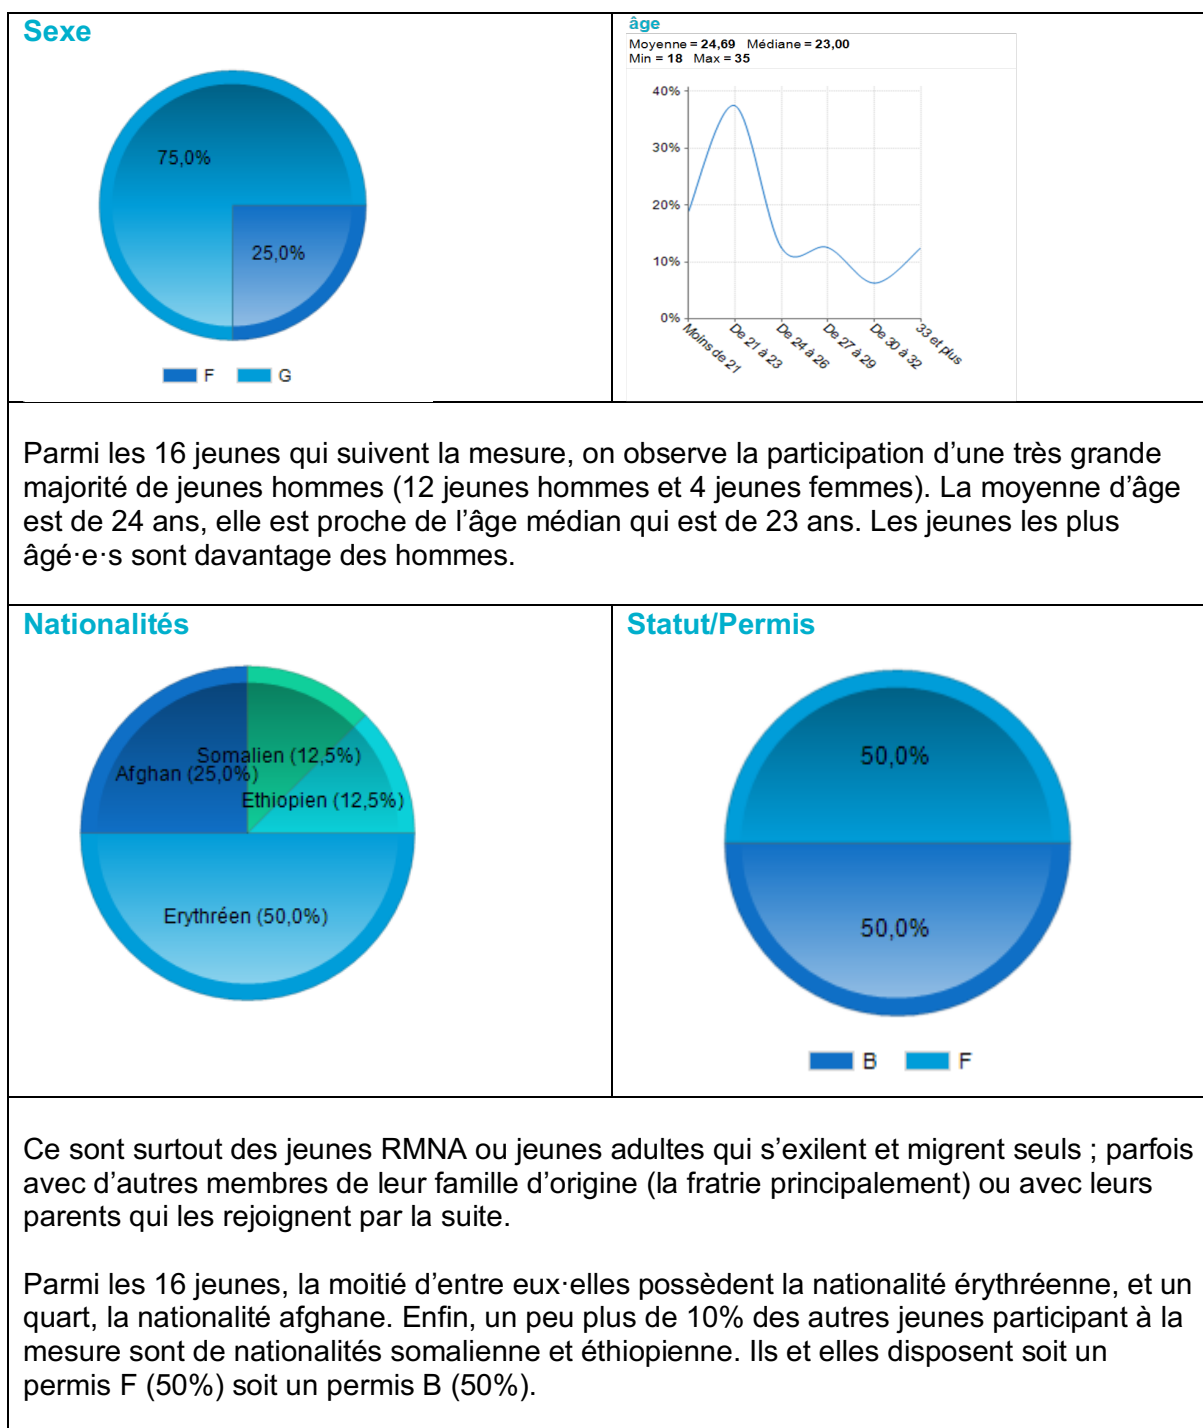 Sexe
75,0%
25,0%
F G
âge
Moyenne = 24,69 Médiane = 23,00
Min = 18 Max = 35
40%
30%
20%
10%
0%
Moins de 21
De 21 à 23
De 24 à 26
De 27 à 29
De 30 à 32
33 et plus
Parmi les 16 jeunes qui suivent la mesure, on observe la participation d’une très grande
majorité de jeunes hommes (12 jeunes hommes et 4 jeunes femmes). La moyenne d’âge
est de 24 ans, elle est proche de l’âge médian qui est de 23 ans. Les jeunes les plus
âgé·e·s sont davantage des hommes.
Nationalités
Somalien (12,5%)
Afghan (25,0%)
Ethiopien (12,5%)
Erythréen (50,0%)
Statut/Permis
50,0%
50,0%
B F
Ce sont surtout des jeunes RMNA ou jeunes adultes qui s’exilent et migrent seuls ; parfois
avec d’autres membres de leur famille d’origine (la fratrie principalement) ou avec leurs
parents qui les rejoignent par la suite.
Parmi les 16 jeunes, la moitié d’entre eux·elles possèdent la nationalité érythréenne, et un
quart, la nationalité afghane. Enfin, un peu plus de 10% des autres jeunes participant à la
mesure sont de nationalités somalienne et éthiopienne. Ils et elles disposent soit un
permis F (50%) soit un permis B (50%).